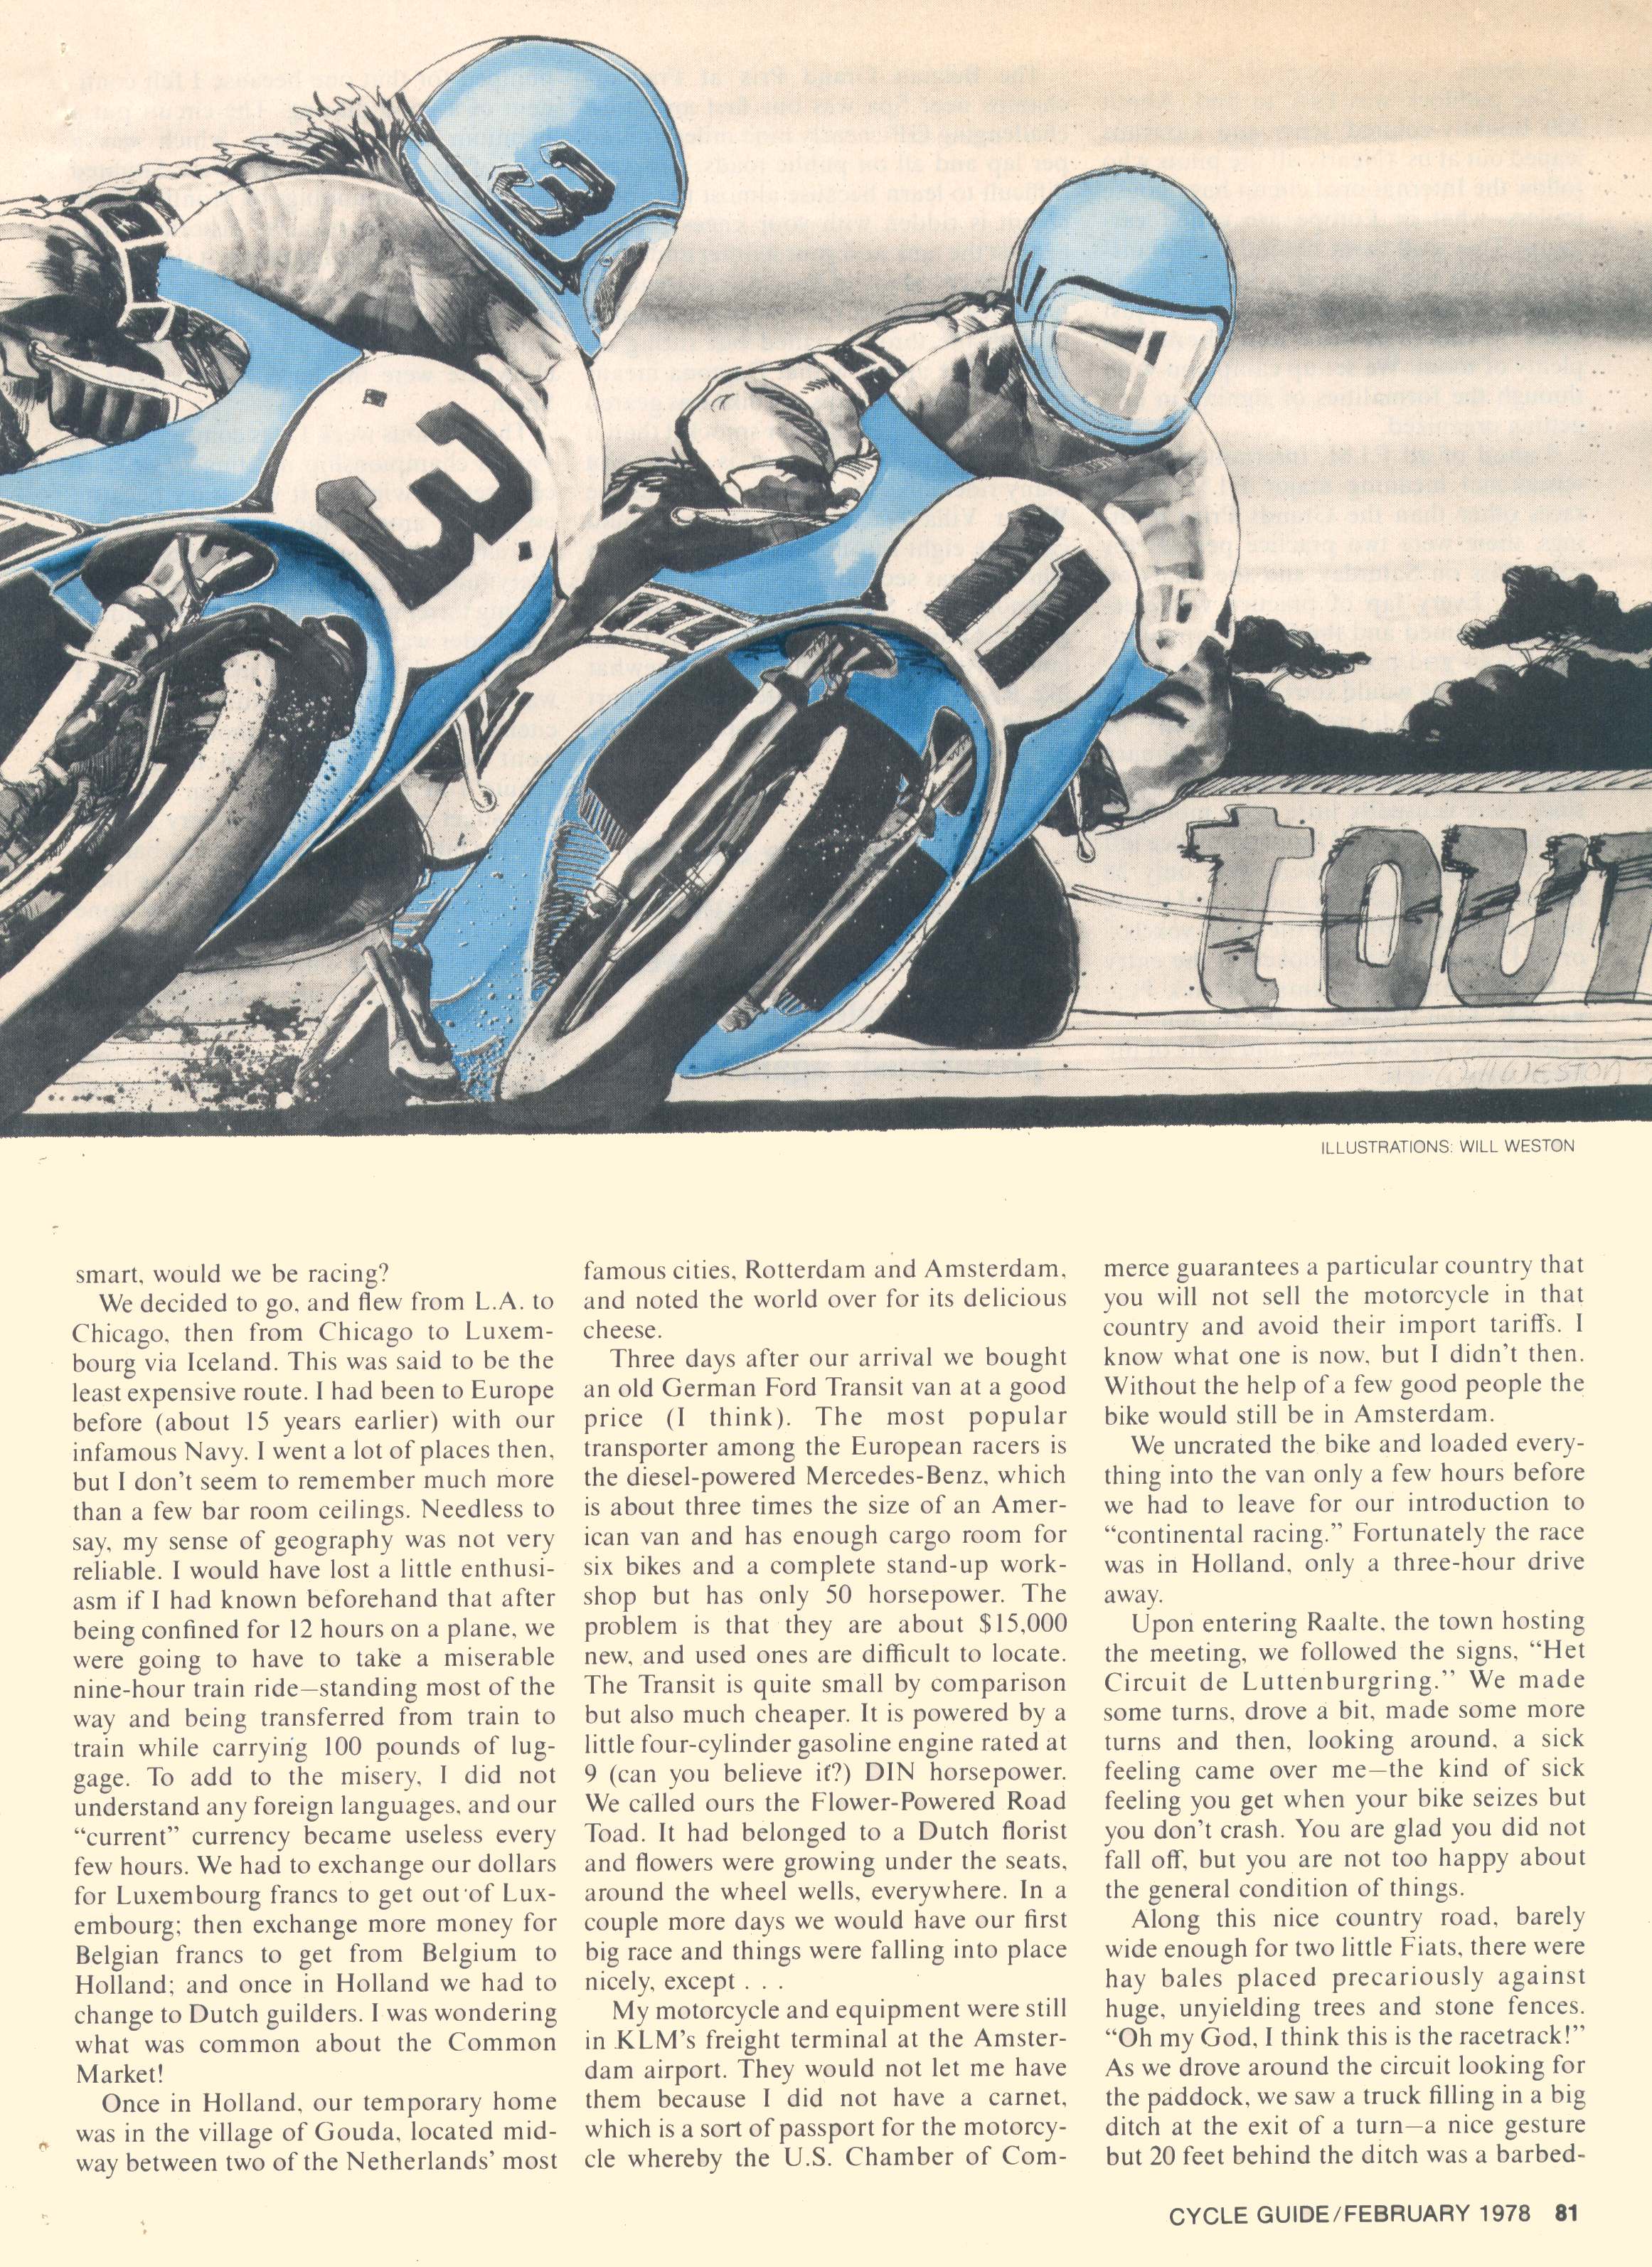 3
3
11
tour
Will WESTON
ILLUSTRATIONS: WILL WESTON
smart, would we be racing?
We decided to go, and flew from L.A. to
Chicago, then from Chicago to Luxem-
bourg via Iceland. This was said to be the
least expensive route. I had been to Europe
before (about 15 years earlier) with our
infamous Navy. I went a lot of places then,
but I don't seem to remember much more
than a few bar room ceilings. Needless to
say, my sense of geography was not very
reliable. I would have lost a little enthusi-
asm if I had known beforehand that after
being confined for 12 hours on a plane, we
were going to have to take a miserable
nine-hour train ride—standing most of the
way and being transferred from train to
train while carrying 100 pounds of lug-
gage. To add to the misery, I did not
understand any foreign languages, and our
“current” currency became useless every
few hours. We had to exchange our dollars
for Luxembourg francs to get out of Lux-
embourg; then exchange more money for
Belgian francs to get from Belgium to
Holland; and once in Holland we had to
change to Dutch guilders. I was wondering
what was common about the Common
Market!
Once in Holland, our temporary home
was in the village of Gouda, located mid-
way between two of the Netherlands' most
famous cities, Rotterdam and Amsterdam,
and noted the world over for its delicious
cheese.
Three days after our arrival we bought
an old German Ford Transit van at a good
price (I think). The most popular
transporter among the European racers is
the diesel-powered Mercedes-Benz, which
is about three times the size of an Amer-
ican van and has enough cargo room for
six bikes and a complete stand-up work-
shop but has only 50 horsepower. The
problem is that they are about $15,000
new, and used ones are difficult to locate.
The Transit is quite small by comparison
but also much cheaper. It is powered by a
little four-cylinder gasoline engine rated at
9 (can you believe it?) DIN horsepower.
We called ours the Flower-Powered Road
Toad. It had belonged to a Dutch florist
and flowers were growing under the seats,
around the wheel wells, everywhere. In a
couple more days we would have our first
big race and things were falling into place
nicely, except . . .
My motorcycle and equipment were still
in KLM's freight terminal at the Amster-
dam airport. They would not let me have
them because I did not have a carnet,
which is a sort of passport for the motorcy-
cle whereby the U.S. Chamber of Com-
merce guarantees a particular country that
you will not sell the motorcycle in that
country and avoid their import tariffs. I
know what one is now, but I didn't then.
Without the help of a few good people the
bike would still be in Amsterdam.
We uncrated the bike and loaded every-
thing into the van only a few hours before
we had to leave for our introduction to
“continental racing.” Fortunately the race
was in Holland, only a three-hour drive
away.
Upon entering Raalte, the town hosting
the meeting, we followed the signs, “Het
Circuit de Luttenburgring.” We made
some turns, drove a bit, made some more
turns and then, looking around, a sick
feeling came over me—the kind of sick
feeling you get when your bike seizes but
you don't crash. You are glad you did not
fall off, but you are not too happy about
the general condition of things.
Along this nice country road, barely
wide enough for two little Fiats, there were
hay bales placed precariously against
huge, unyielding trees and stone fences.
“Oh my God, I think this is the racetrack!”
As we drove around the circuit looking for
the paddock, we saw a truck filling in a big
ditch at the exit of a turn—a nice gesture
but 20 feet behind the ditch was a barbed-
CYCLE GUIDE/FEBRUARY 1978 81